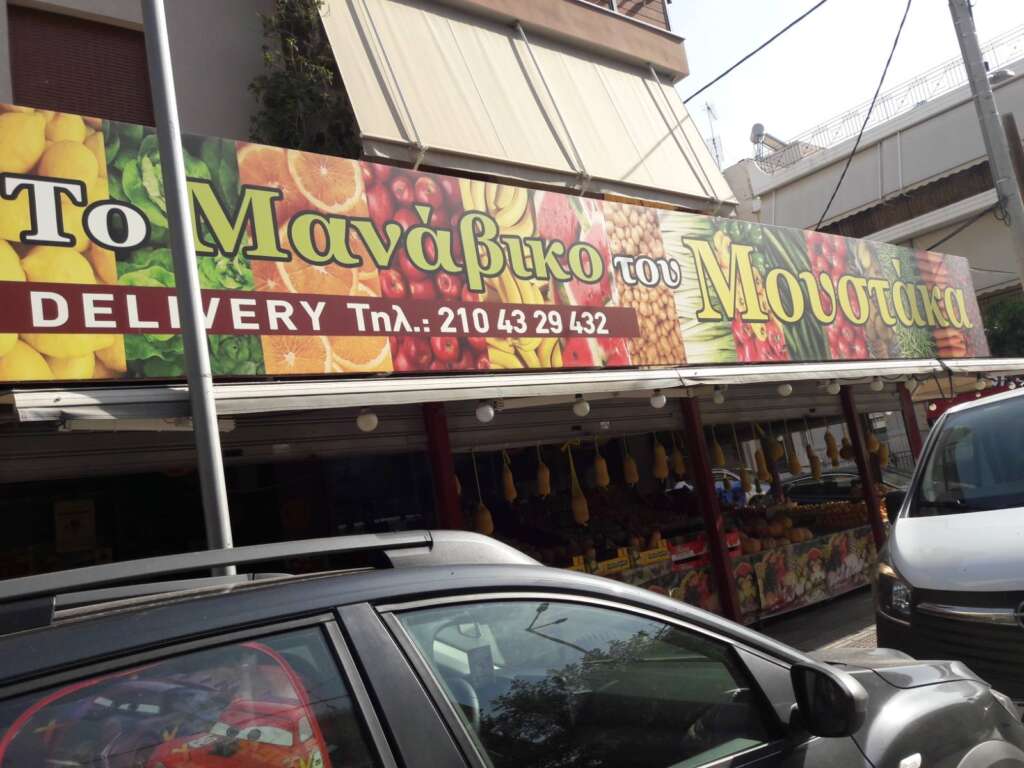 Το Μανάβικο του Μουστάκα
DELIVERY Τηλ.: 210 43 29 432